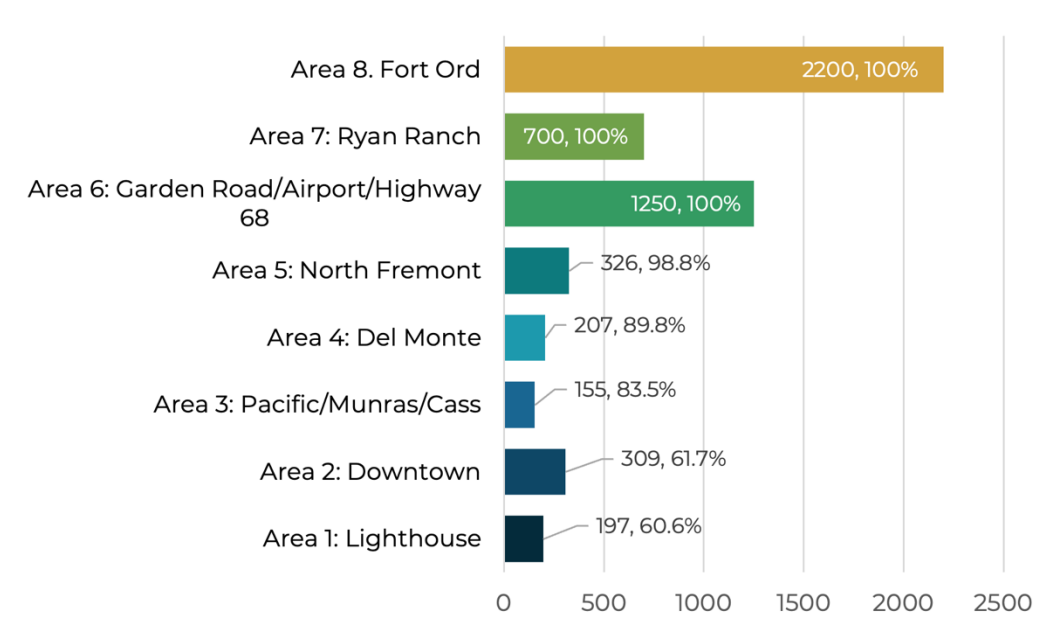 Area 8. Fort Ord
2200, 100%
Area 7: Ryan Ranch
700, 100%
Area 6: Garden Road/Airport/Highway
68
1250, 100%
Area 5: North Fremont
326, 98.8%
Area 4: Del Monte
207, 89.8%
Area 3: Pacific/Munras/Cass
155, 83.5%
Area 2: Downtown
309, 61.7%
Area 1: Lighthouse
197, 60.6%
0 500 1000 1500 2000 2500